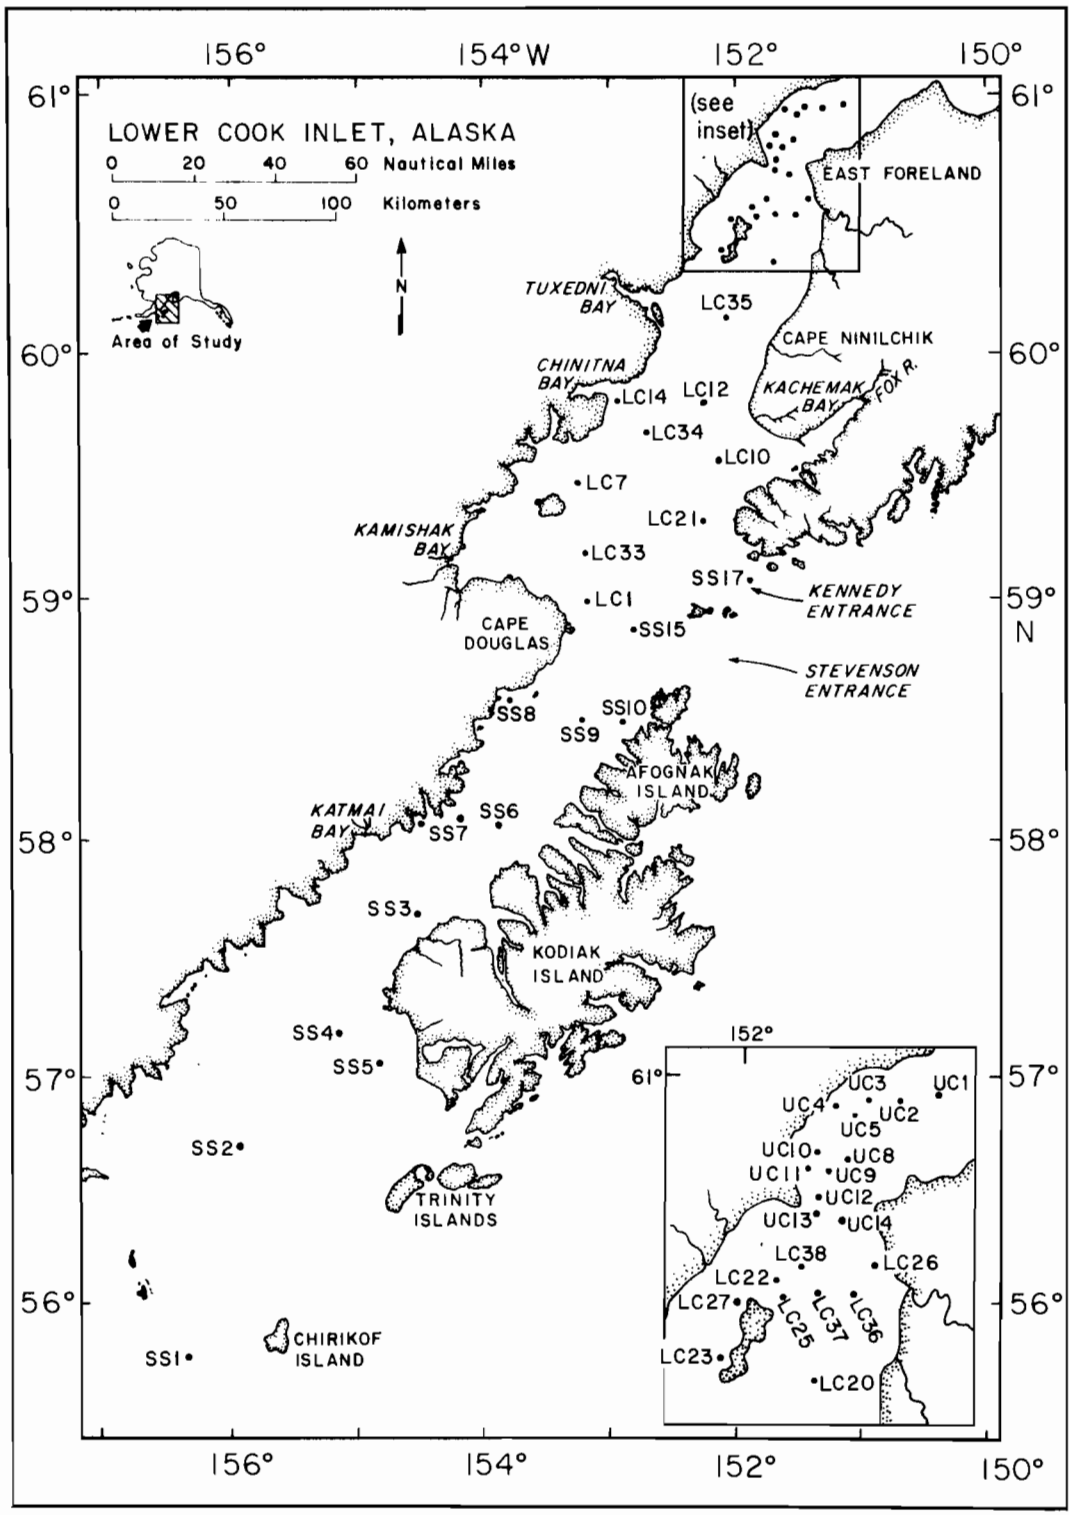 156° 154°W 152° 150°
61° 61°
(see
inset)
LOWER COOK INLET, ALASKA
0 20 40 60 Nautical Miles
0 50 100 Kilometers
EAST FORELAND
N
Area of Study
TUXEDNI
BAY
LC35
CAPE NINILCHIK
60° 60°
CHINITNA
BAY
LC14
LC12
KACHEMAK
BAY
FOX R.
LC34
LC10
LC7
LC21
KAMISHAK
BAY
LC33
SS17
KENNEDY
ENTRANCE
59° 59°
N
LC1
CAPE
DOUGLAS
SS15
STEVENSON
ENTRANCE
SS8
SS10
SS9
AFOGNAK
ISLAND
KATMAI
BAY
SS6
SS7
58° 58°
SS3
KODIAK
ISLAND
SS4
SS5
57° 57°
SS2
TRINITY
ISLANDS
56° 56°
CHIRIKOF
ISLAND
SS1
152°
61°
UC3
UC1
UC4
UC2
UC5
UC10
UC8
UC11
UC9
UC12
UC13
UC14
LC38
LC26
LC22
LC27
LC25
LC37
LC36
LC23
LC20
156° 154° 152° 150°